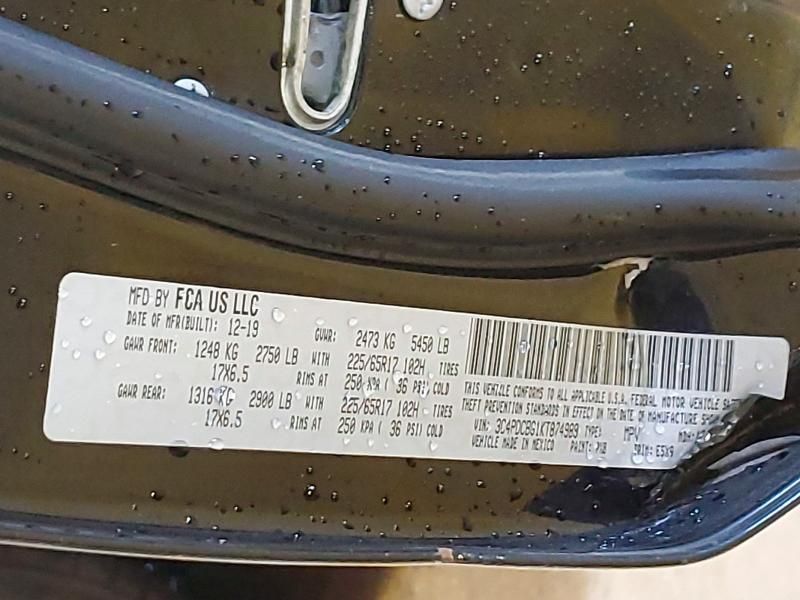 MFD BY FCA US LLC
DATE OF MFR(BUILT): 12-19 GVWR: 2473 KG 5450 LB
GAWR FRONT: 1248 KG 2750 LB WITH 225/65R17 102H TIRES
17X6.5 RIMS AT 250 KPA ( 36 PSI) COLD
GAWR REAR: 1316 KG 2900 LB WITH 225/65R17 102H TIRES
17X6.5 RIMS AT 250 KPA ( 36 PSI) COLD
THIS VEHICLE CONFORMS TO ALL APPLICABLE U.S.A. FEDERAL MOTOR VEHICLE
THEFT PREVENTION STANDARDS IN EFFECT ON THE DATE OF MANUFACTURE SHOWN
VIN: 3C4PDCBG1KT874989 TYPE: MPV
VEHICLE MADE IN MEXICO PAINT: TRIM: E5X9